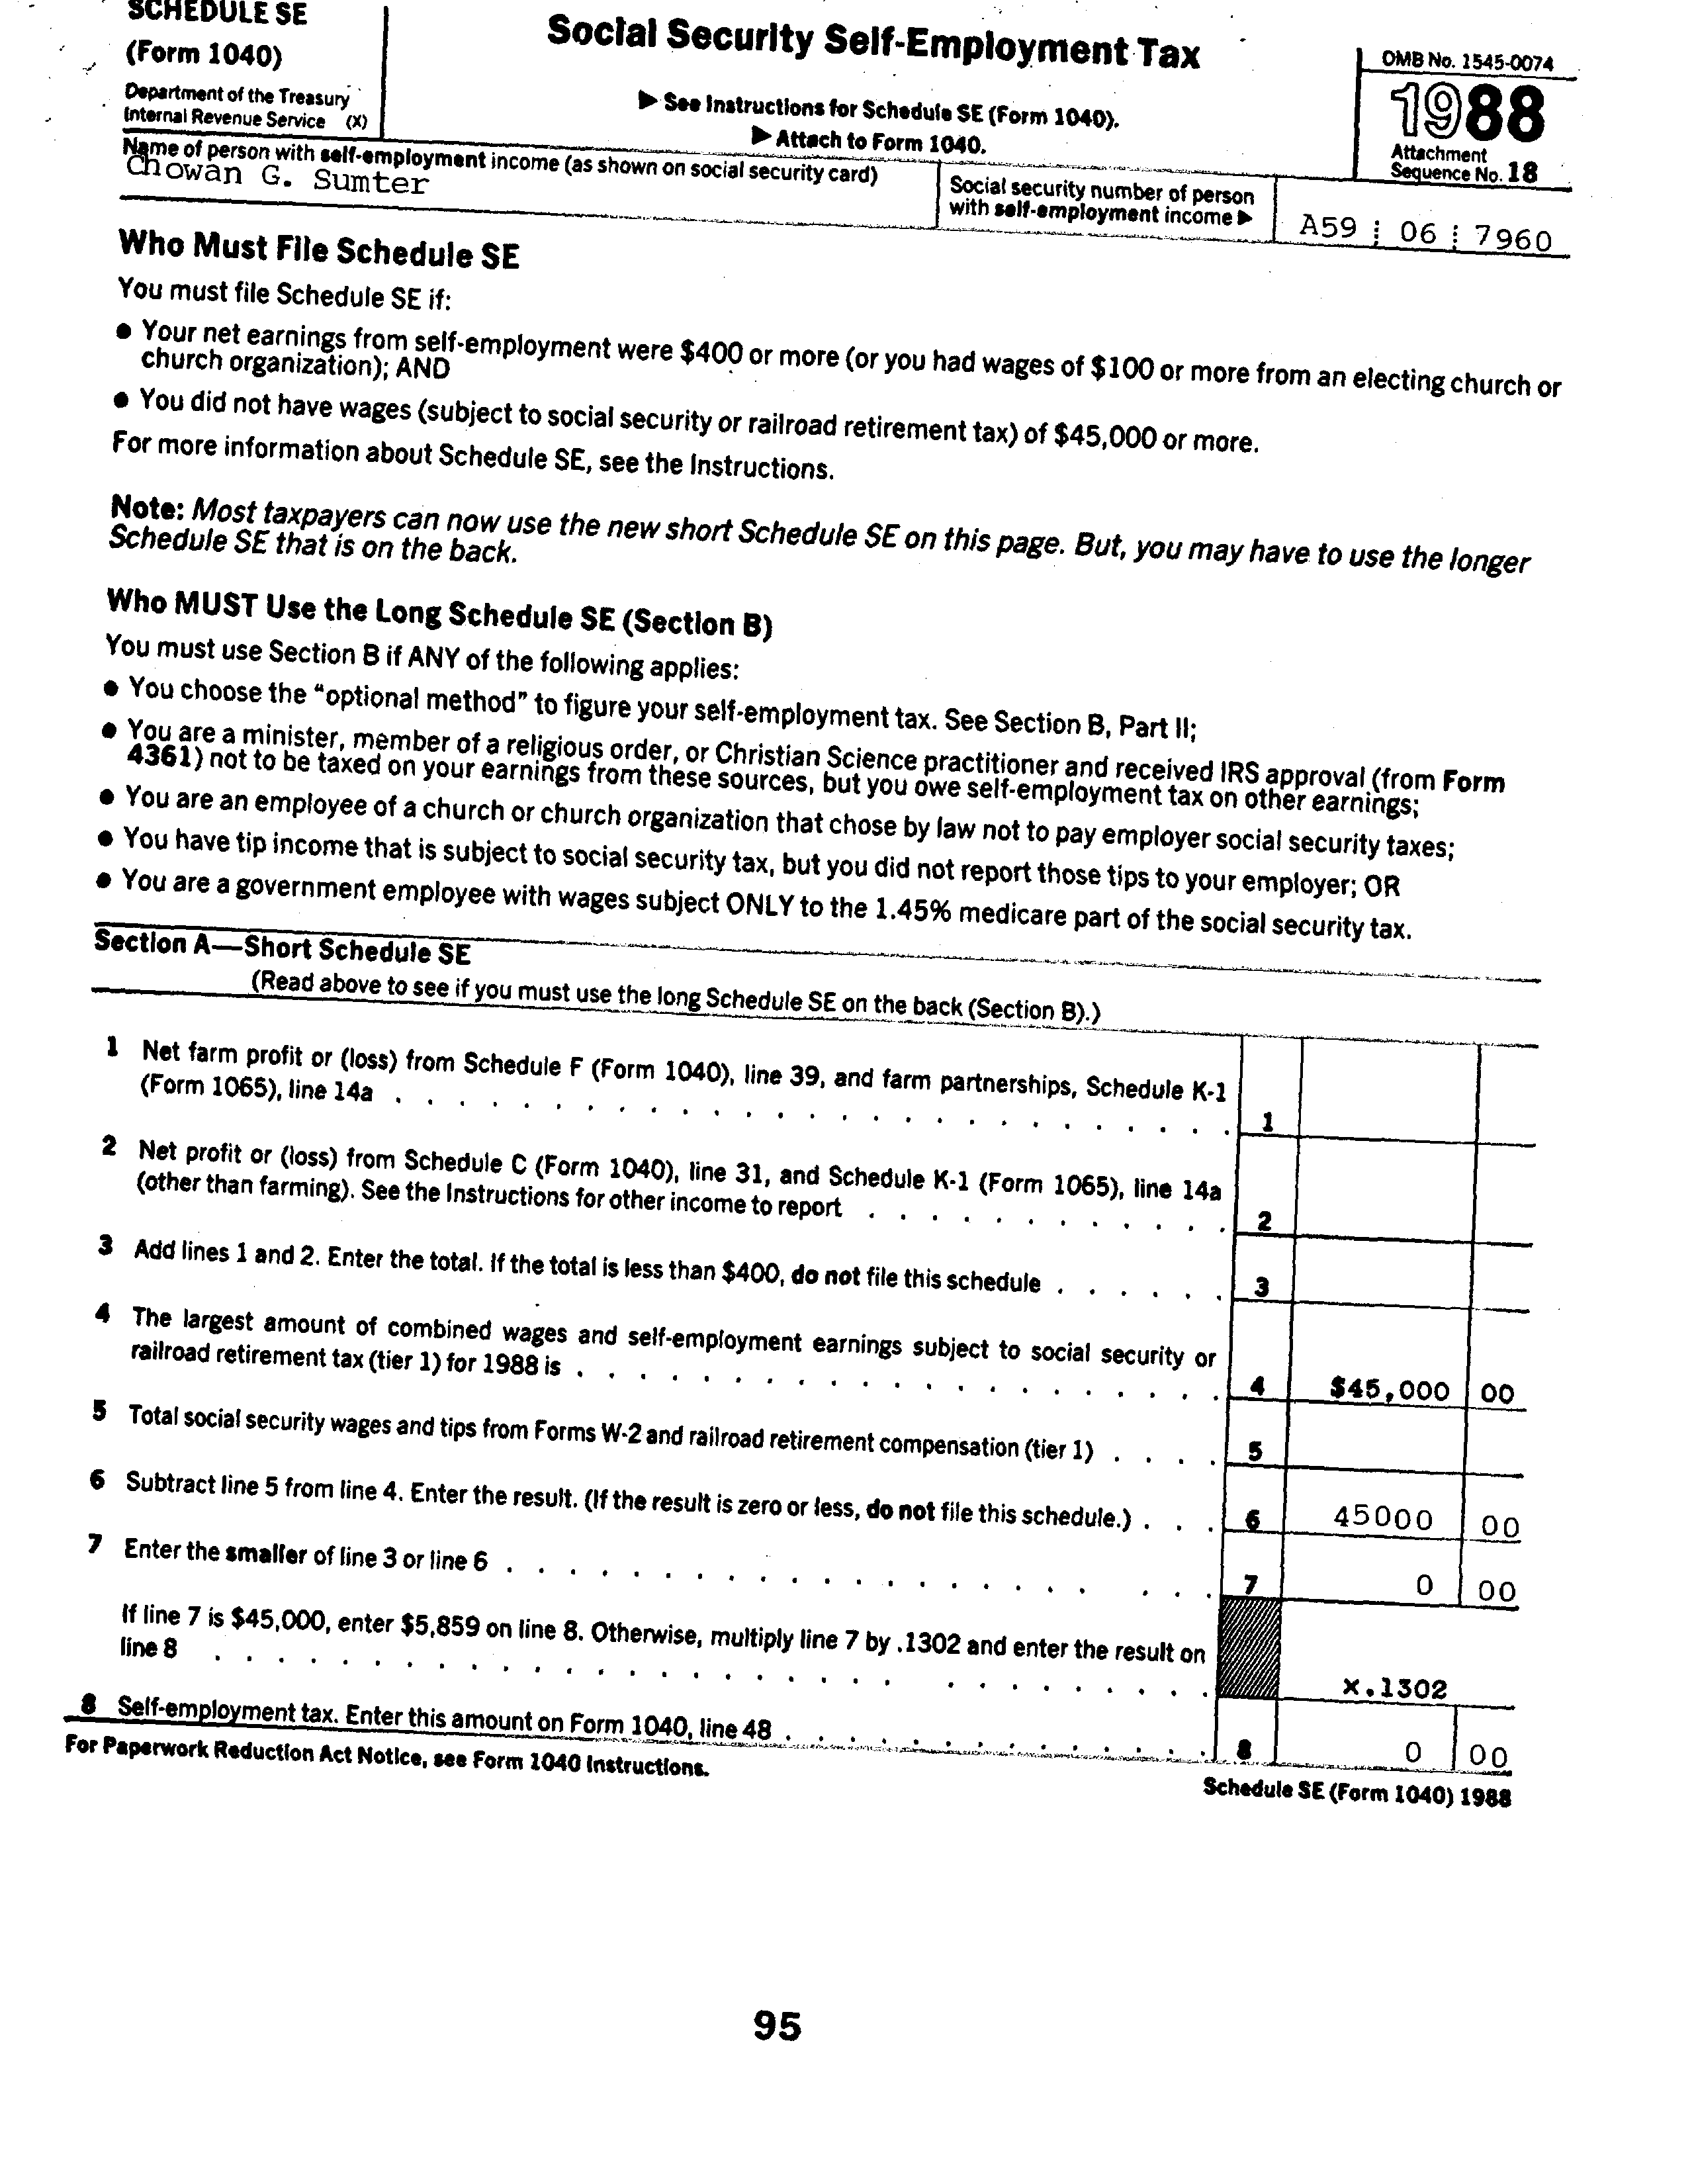 SCHEDULE SE
(Form 1040)
Department of the Treasury
Internal Revenue Service (X)
Social Security Self-Employment Tax
▶ See Instructions for Schedule SE (Form 1040).
▶ Attach to Form 1040.
OMB No. 1545-0074
1988
Attachment
Sequence No. 18
Name of person with self-employment income (as shown on social security card)
Chowan G. Sumter
Social security number of person
with self-employment income ▶
A59 06 7960
Who Must File Schedule SE
You must file Schedule SE if:
● Your net earnings from self-employment were $400 or more (or you had wages of $100 or more from an electing church or
church organization); AND
● You did not have wages (subject to social security or railroad retirement tax) of $45,000 or more.
For more information about Schedule SE, see the Instructions.
Note: Most taxpayers can now use the new short Schedule SE on this page. But, you may have to use the longer
Schedule SE that is on the back.
Who MUST Use the Long Schedule SE (Section B)
You must use Section B if ANY of the following applies:
● You choose the "optional method" to figure your self-employment tax. See Section B, Part II;
● You are a minister, member of a religious order, or Christian Science practitioner and received IRS approval (from Form
4361) not to be taxed on your earnings from these sources, but you owe self-employment tax on other earnings;
● You are an employee of a church or church organization that chose by law not to pay employer social security taxes;
● You have tip income that is subject to social security tax, but you did not report those tips to your employer; OR
● You are a government employee with wages subject ONLY to the 1.45% medicare part of the social security tax.
Section A—Short Schedule SE
(Read above to see if you must use the long Schedule SE on the back (Section B).)
1 Net farm profit or (loss) from Schedule F (Form 1040), line 39, and farm partnerships, Schedule K-1
(Form 1065), line 14a . . . . . . . . . . . . . . . . . . . . . . . . . . . 1
2 Net profit or (loss) from Schedule C (Form 1040), line 31, and Schedule K-1 (Form 1065), line 14a
(other than farming). See the Instructions for other income to report . . . . . . . . . . . . 2
3 Add lines 1 and 2. Enter the total. If the total is less than $400, do not file this schedule . . . . . . 3
4 The largest amount of combined wages and self-employment earnings subject to social security or
railroad retirement tax (tier 1) for 1988 is . . . . . . . . . . . . . . . . . . . . . 4 $45,000 00
5 Total social security wages and tips from Forms W-2 and railroad retirement compensation (tier 1) . . . . 5
6 Subtract line 5 from line 4. Enter the result. (If the result is zero or less, do not file this schedule.) . . . 6 45000 00
7 Enter the smaller of line 3 or line 6 . . . . . . . . . . . . . . . . . . . . . . 7 0 00
If line 7 is $45,000, enter $5,859 on line 8. Otherwise, multiply line 7 by .1302 and enter the result on
line 8 . . . . . . . . . . . . . . . . . . . . . . . . . . . . . . x.1302
8 Self-employment tax. Enter this amount on Form 1040, line 48 . . . . . . . . . . . . . . 8 0 00
For Paperwork Reduction Act Notice, see Form 1040 Instructions.
Schedule SE (Form 1040) 1988
95